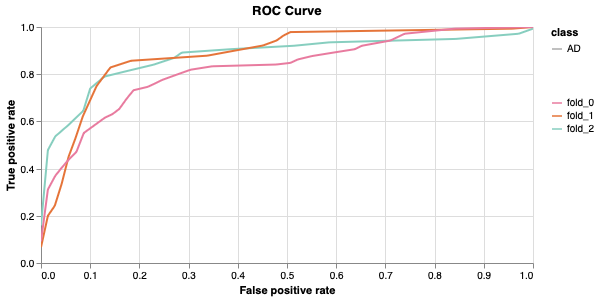 ROC Curve
True positive rate
1.0
0.8
0.6
0.4
0.2
0.0
0.0 0.1 0.2 0.3 0.4 0.5 0.6 0.7 0.8 0.9 1.0
False positive rate
class
AD
fold_0
fold_1
fold_2